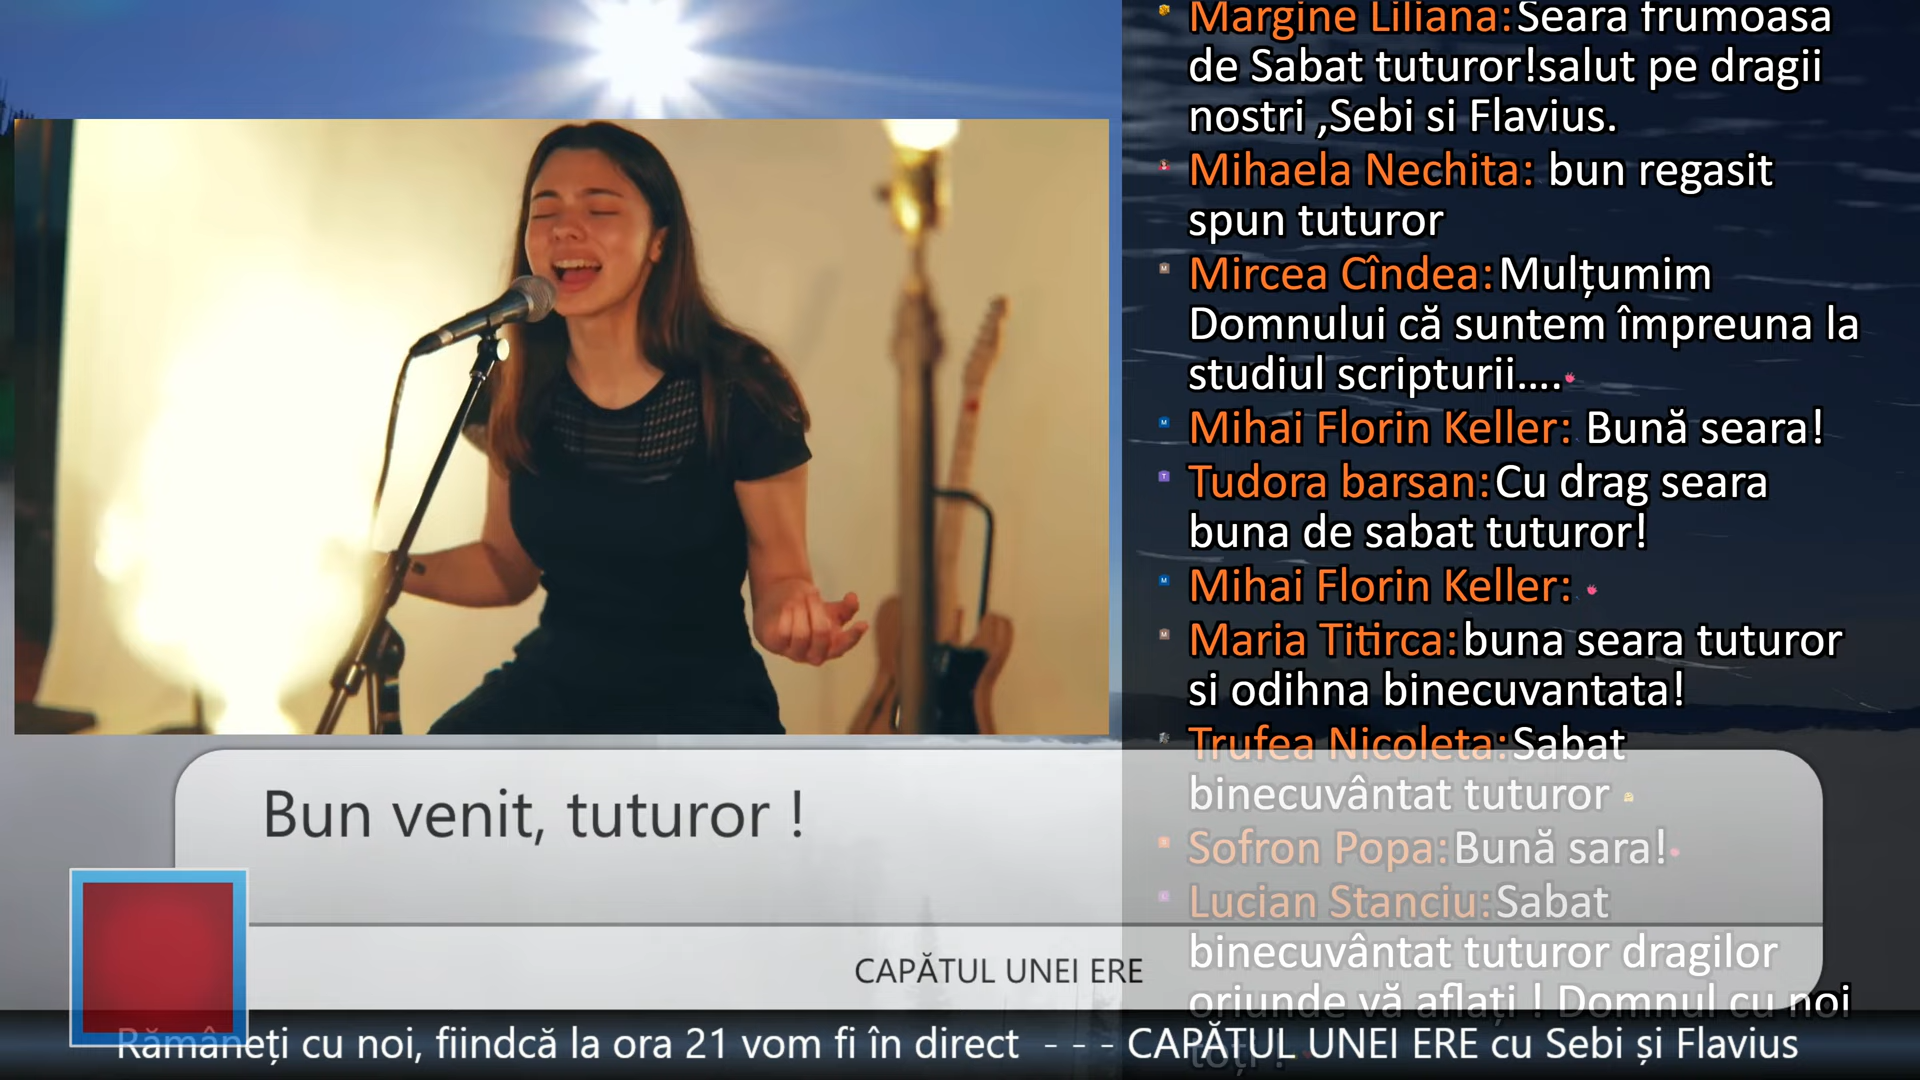 Margine Liliana: Seara frumoasa
de Sabat tuturor!salut pe dragii
nostri ,Sebi si Flavius.
Mihaela Nechita: bun regasit
spun tuturor
Mircea Cîndea: Mulțumim
Domnului că suntem împreuna la
studiul scripturii....
Mihai Florin Keller: Bună seara!
Tudora barsan: Cu drag seara
buna de sabat tuturor!
Mihai Florin Keller:
Maria Titirca: buna seara tuturor
si odihna binecuvantata!
Trufea Nicoleta: Sabat
binecuvântat tuturor
Sofron Popa: Bună sara!
Lucian Stanciu: Sabat
binecuvântat tuturor dragilor
oriunde vă aflați ! Domnul cu noi
toți !
Bun venit, tuturor !
CAPĂTUL UNEI ERE
Rămâneți cu noi, fiindcă la ora 21 vom fi în direct - - - CAPĂTUL UNEI ERE cu Sebi și Flavius